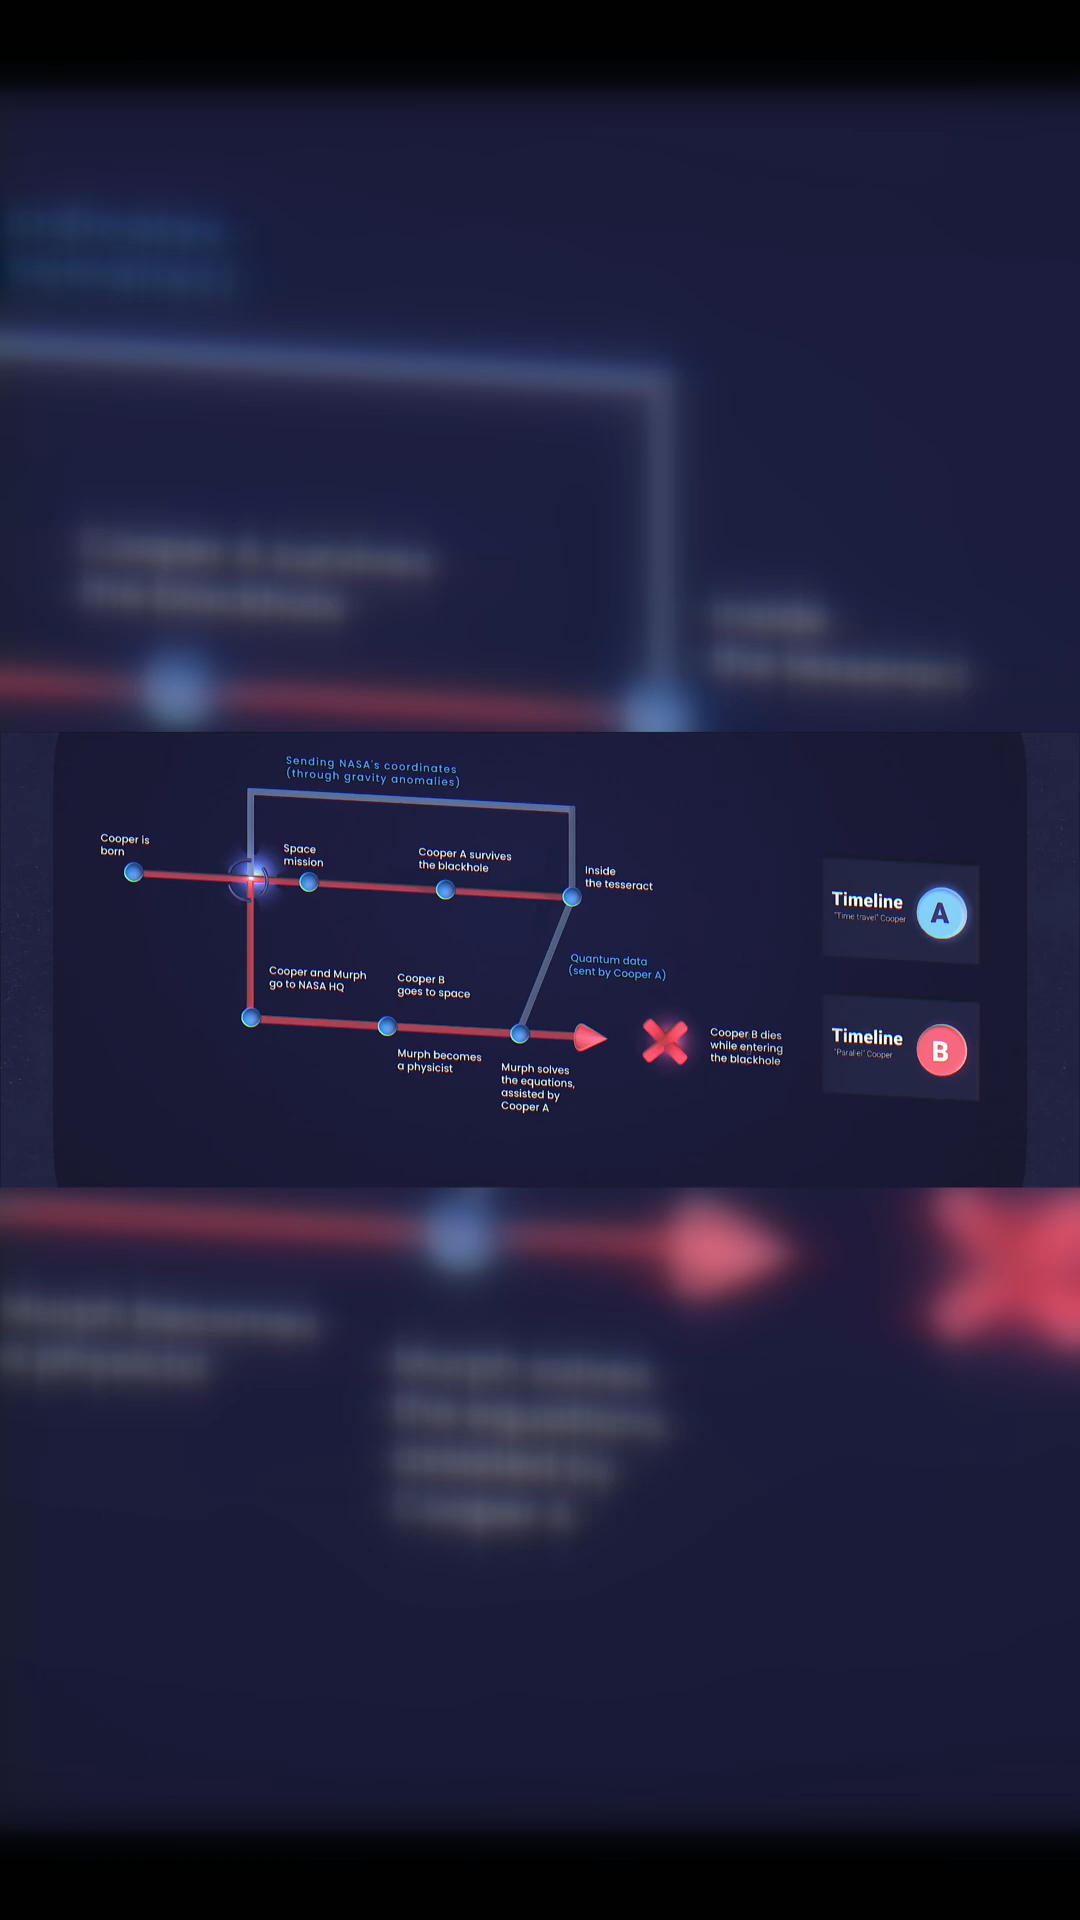 Sending NASA's coordinates
(through gravity anomalies)
Cooper is
born
Space
mission
Cooper A survives
the blackhole
Inside
the tesseract
Timeline
"Time travel" Cooper
A
Quantum data
(sent by Cooper A)
Cooper and Murph
go to NASA HQ
Cooper B
goes to space
Murph becomes
a physicist
Murph solves
the equations,
assisted by
Cooper A
Cooper B dies
while entering
the blackhole
Timeline
"Parallel" Cooper
B